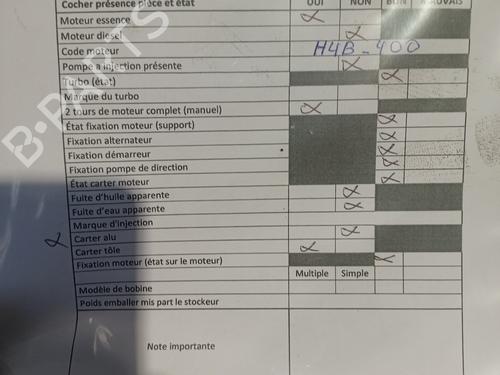 Cocher présence pièce et état OUI NON BON MAUVAIS
Moteur essence
Moteur diesel
Code moteur H4B-400
Pompe a injection présente
Turbo (état)
Marque du turbo
2 tours de moteur complet (manuel)
État fixation moteur (support)
Fixation alternateur
Fixation démarreur
Fixation pompe de direction
État carter moteur
Fuite d'huile apparente
Fuite d'eau apparente
Marque d'injection
Carter alu
Carter tôle
Fixation moteur (état sur le moteur)
Multiple Simple
Modèle de bobine
Poids emballer mis part le stockeur
Note importante
B-PARTS